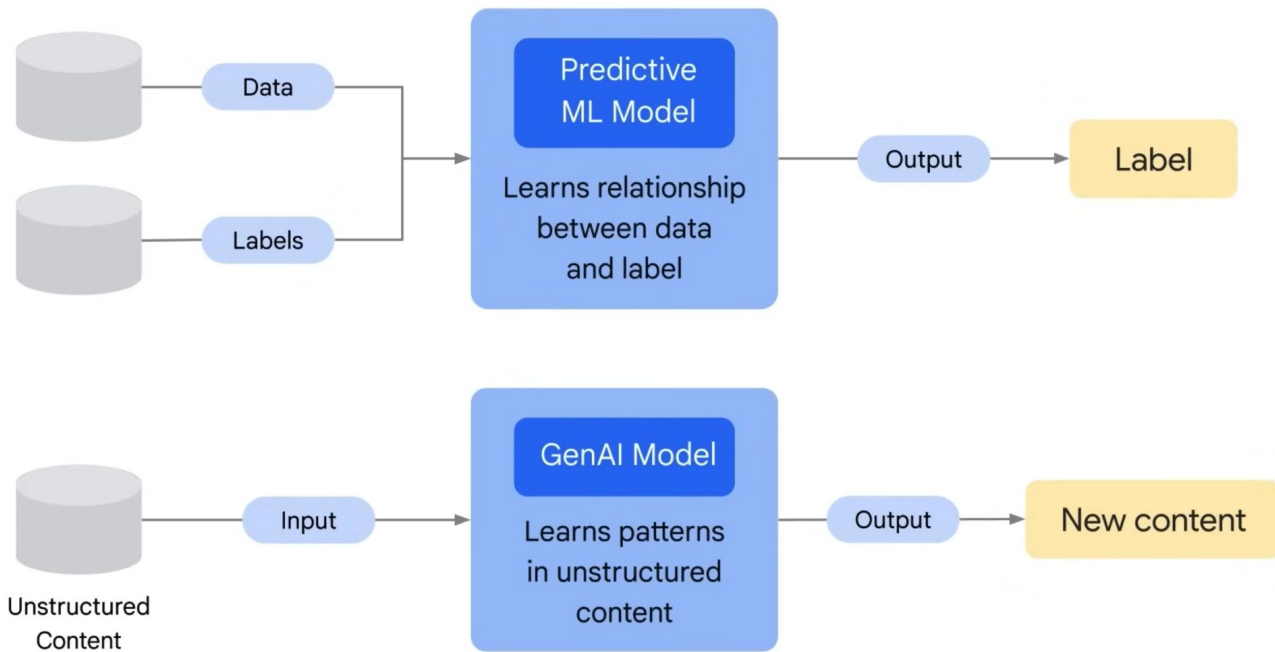 Data
Labels
Predictive
ML Model
Learns relationship
between data
and label
Output
Label
Unstructured
Content
Input
GenAI Model
Learns patterns
in unstructured
content
Output
New content